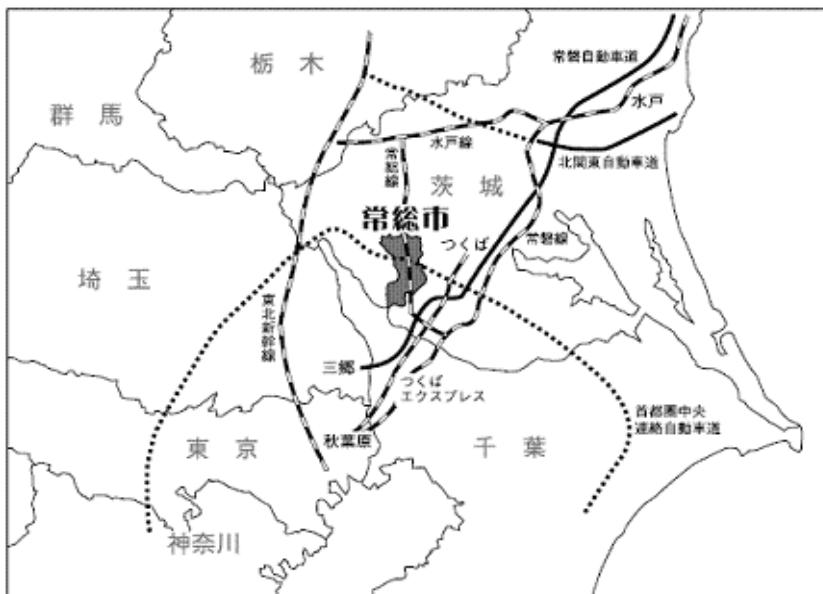 栃木
常磐自動車道
群馬
水戸
水戸線
北関東自動車道
常総線
茨城
常総市
つくば
常磐線
埼玉
東北新幹線
三郷
つくば
エクスプレス
首都圏中央
連絡自動車道
秋葉原
東京
千葉
神奈川